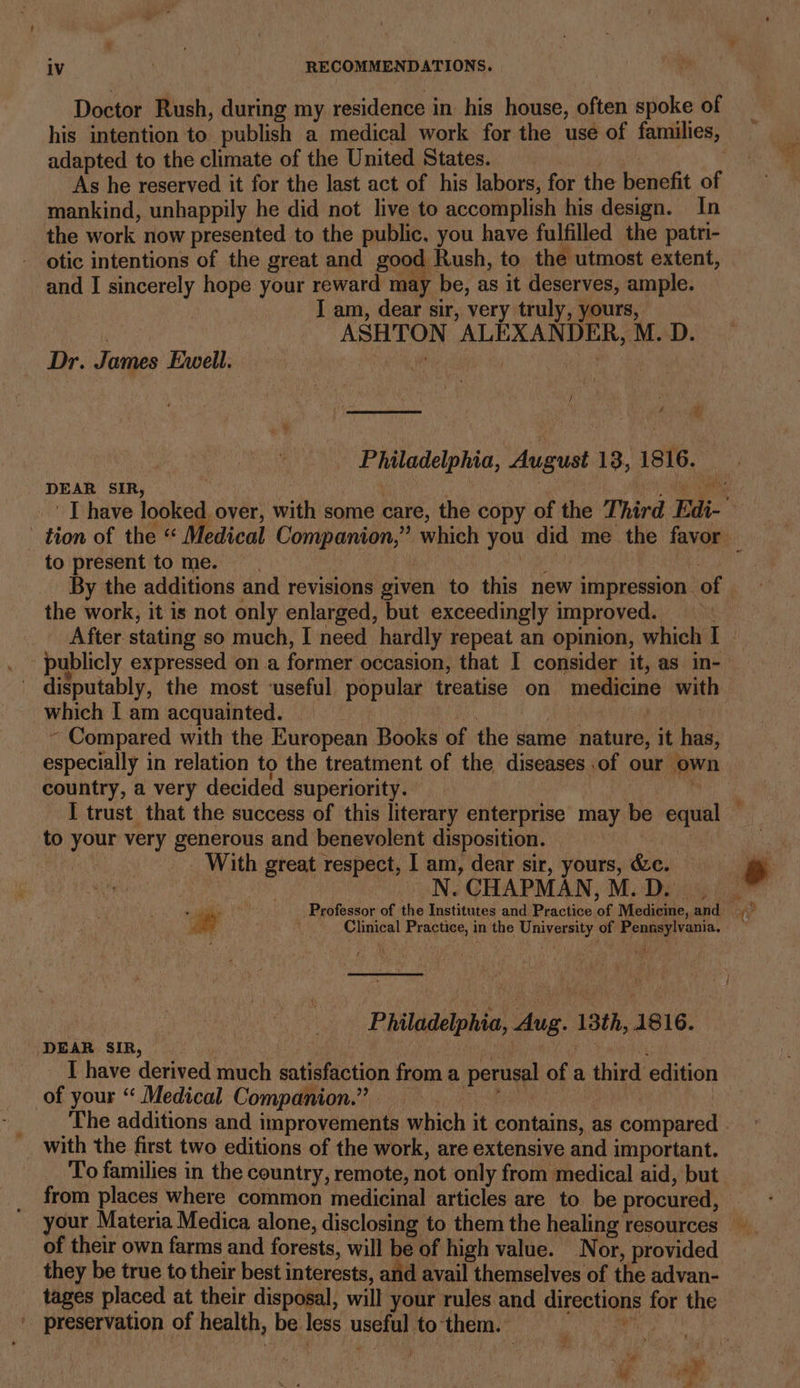 iv RECOMMENDATIONS.
Doctor Rush, during my residence in his house, often spoke of
his intention to publish a medical work for the use of families,
adapted to the climate of the United States.
As he reserved it for the last act of his labors, for the benefit of
mankind, unhappily he did not live to accomplish his design. In
the work now presented to the public, you have fulfilled the patri-
otic intentions of the great and good Rush, to the utmost extent,
and I sincerely hope your reward may be, as it deserves, ample.
I am, dear sir, very truly, yours,
ASHTON ALEXANDER, M. D.
Dr. James Ewell.
Philadelphia, August 13, 1816.
DEAR SIR,
I have looked over, with some care, the copy of the Third Edi-
tion of the “ Medical Companion,” which you did me the favor
to present to me.
By the additions and revisions given to this new impression of
the work, it is not only enlarged, but exceedingly improved.
After stating so much, I need hardly repeat an opinion, which I
publicly expressed on a former occasion, that I consider it, as in-
disputably, the most useful popular treatise on medicine with
which I am acquainted.
Compared with the European Books of the same nature, it has,
especially in relation to the treatment of the diseases of our own
country, a very decided superiority.
I trust that the success of this literary enterprise may be equal
to your very generous and benevolent disposition.
With great respect, I am, dear sir, yours, &c.
N. CHAPMAN, M. D.
Professor of the Institutes and Practice of Medicine, and
Clinical Practice, in the University of Pennsylvania.
Philadelphia, Aug. 13th, 1816.
DEAR SIR,
I have derived much satisfaction from a perusal of a third edition
of your “ Medical Companion.”
The additions and improvements which it contains, as compared
with the first two editions of the work, are extensive and important.
To families in the country, remote, not only from medical aid, but
from places where common medicinal articles are to be procured,
your Materia Medica alone, disclosing to them the healing resources
of their own farms and forests, will be of high value. Nor, provided
they be true to their best interests, and avail themselves of the advan-
tages placed at their disposal, will your rules and directions for the
preservation of health, be less useful to them.